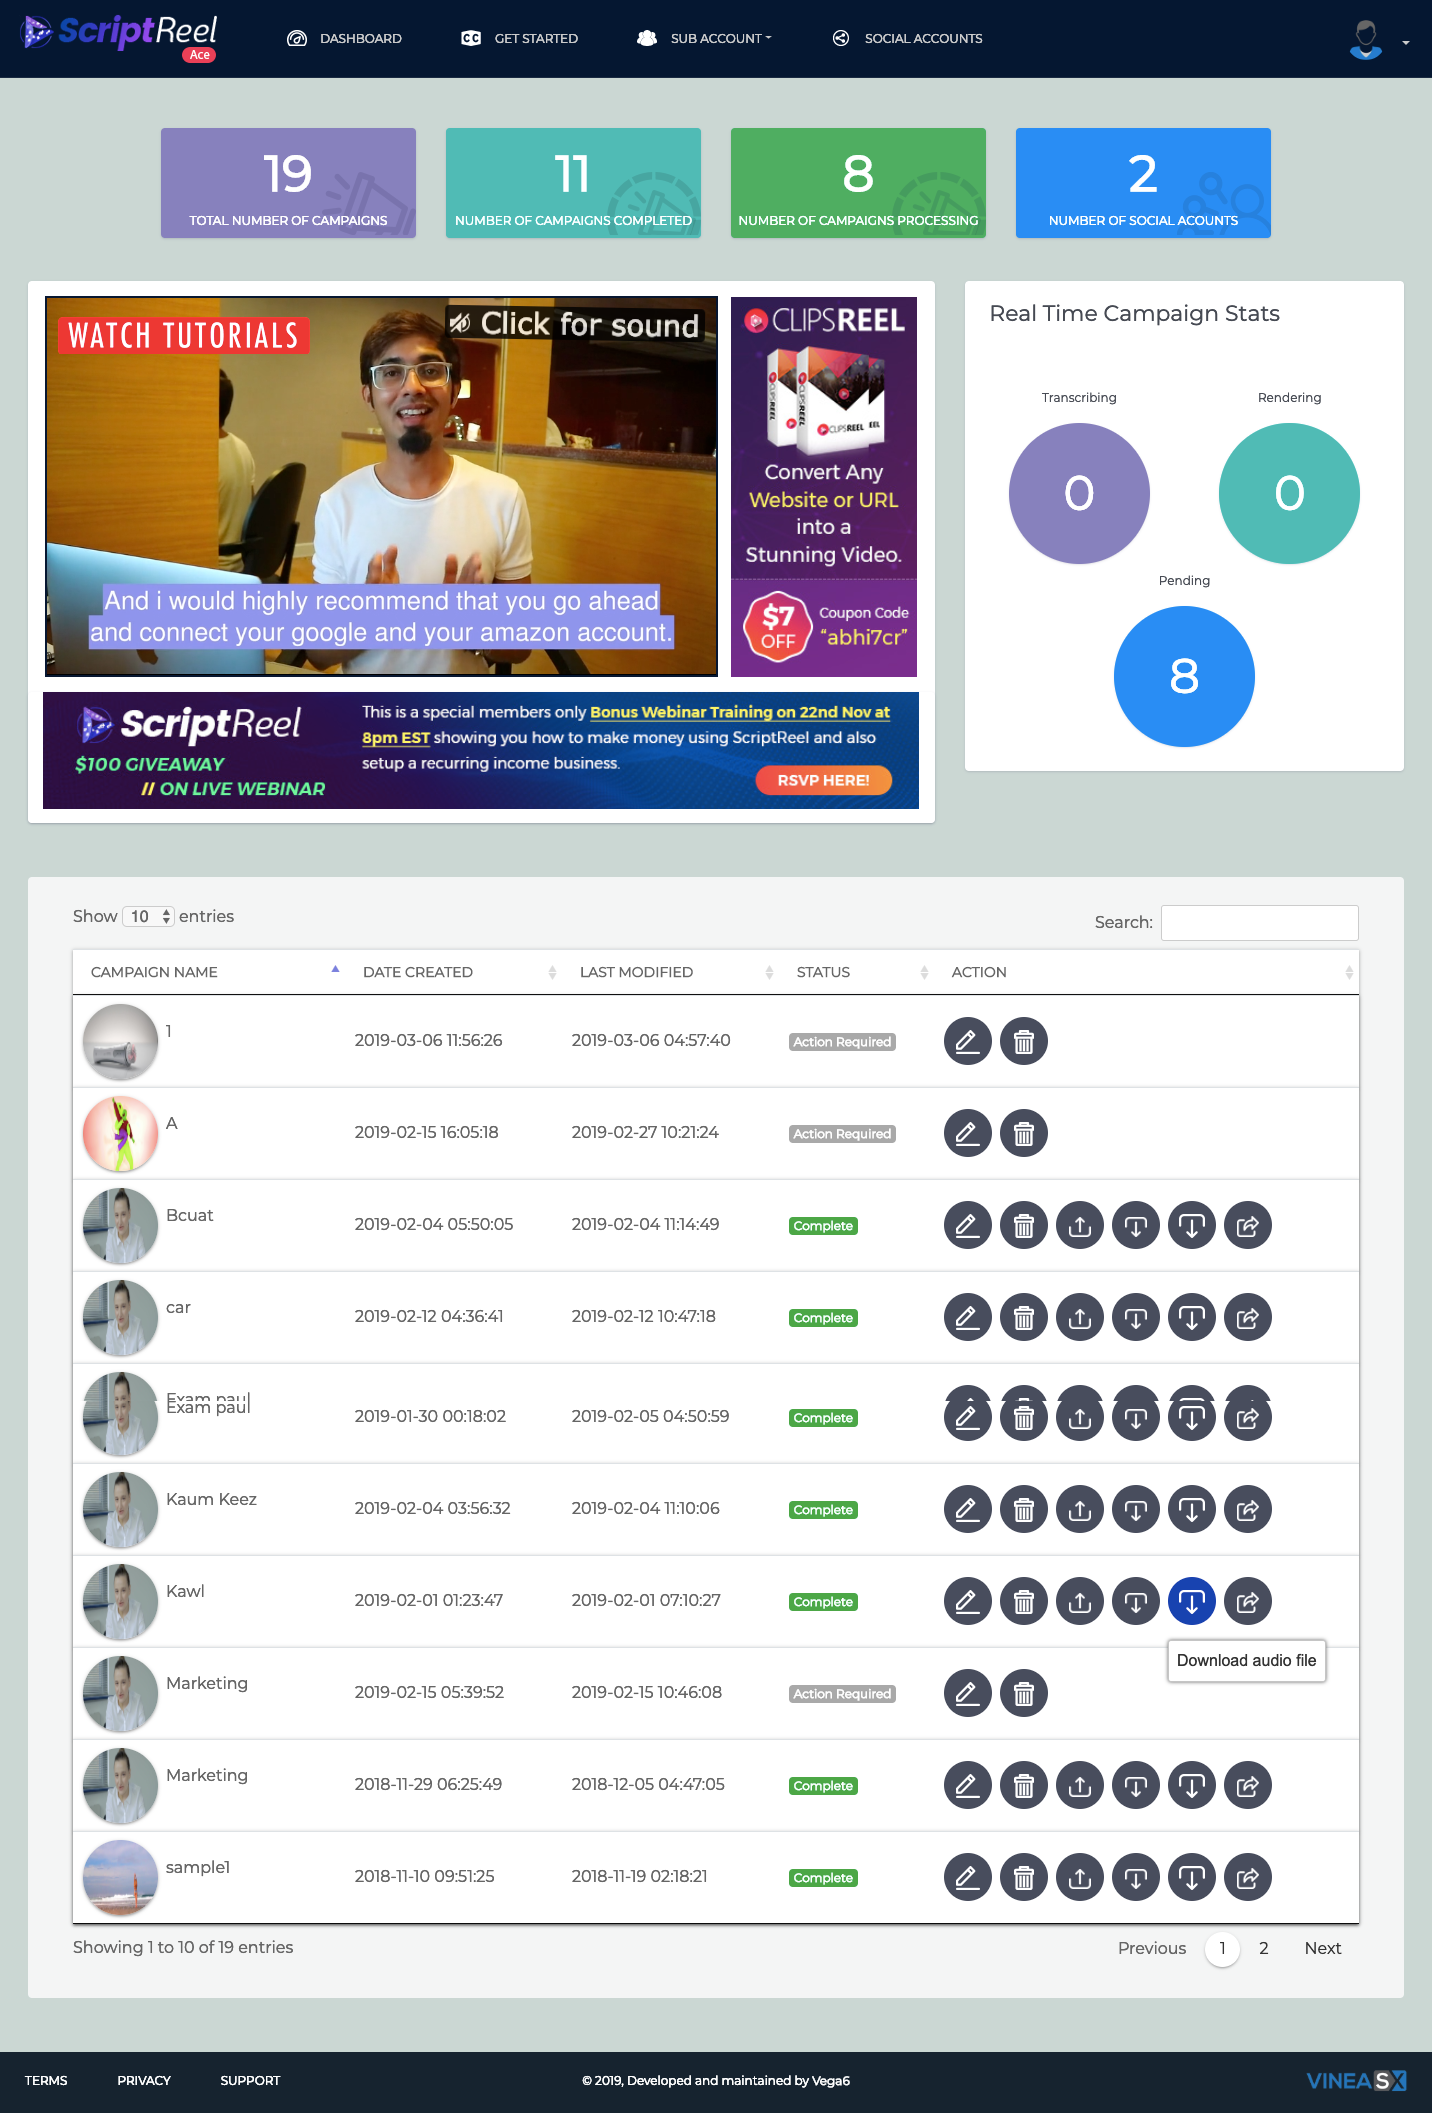 ScriptReel
Ace
DASHBOARD
CC GET STARTED
SUB ACCOUNT
SOCIAL ACCOUNTS
19
TOTAL NUMBER OF CAMPAIGNS
11
NUMBER OF CAMPAIGNS COMPLETED
8
NUMBER OF CAMPAIGNS PROCESSING
2
NUMBER OF SOCIAL ACOUNTS
WATCH TUTORIALS
Click for sound
And i would highly recommend that you go ahead
and connect your google and your amazon account.
CLIPSREEL
CLIPSREEL
CLIPSREEL
Convert Any
Website or URL
into a
Stunning Video.
$7
OFF
Coupon Code
“abhi7cr”
ScriptReel
$100 GIVEAWAY
// ON LIVE WEBINAR
This is a special members only Bonus Webinar Training on 22nd Nov at
8pm EST showing you how to make money using ScriptReel and also
setup a recurring income business.
RSVP HERE!
Real Time Campaign Stats
Transcribing
Rendering
0
0
Pending
8
Show 10 entries
Search:
CAMPAIGN NAME DATE CREATED LAST MODIFIED STATUS ACTION
1 2019-03-06 11:56:26 2019-03-06 04:57:40 Action Required
A 2019-02-15 16:05:18 2019-02-27 10:21:24 Action Required
Bcuat 2019-02-04 05:50:05 2019-02-04 11:14:49 Complete
car 2019-02-12 04:36:41 2019-02-12 10:47:18 Complete
Exam paul
Exam paul 2019-01-30 00:18:02 2019-02-05 04:50:59 Complete
Kaum Keez 2019-02-04 03:56:32 2019-02-04 11:10:06 Complete
Kawl 2019-02-01 01:23:47 2019-02-01 07:10:27 Complete
Download audio file
Marketing 2019-02-15 05:39:52 2019-02-15 10:46:08 Action Required
Marketing 2018-11-29 06:25:49 2018-12-05 04:47:05 Complete
sample1 2018-11-10 09:51:25 2018-11-19 02:18:21 Complete
Showing 1 to 10 of 19 entries
Previous 1 2 Next
TERMS PRIVACY SUPPORT
© 2019, Developed and maintained by Vega6
VINEASX